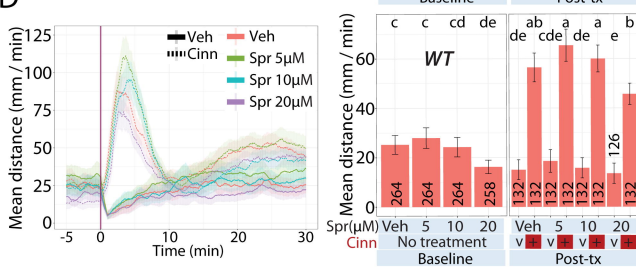 D
Mean distance (mm / min)
125
100
75
50
25
0
-5 0 10 20 30
Time (min)
Veh
Cinn
Veh
Spr 5μM
Spr 10μM
Spr 20μM
Baseline Post-tx
Mean distance (mm / min)
60
40
20
0
c c cd de
WT
264 264 264 258
de ab cde a de a e b
132 132 132 132 132 132 126 132
Spr(μM) Veh 5 10 20 Veh 5 10 20
Cinn No treatment v + v + v + v +
Baseline Post-tx